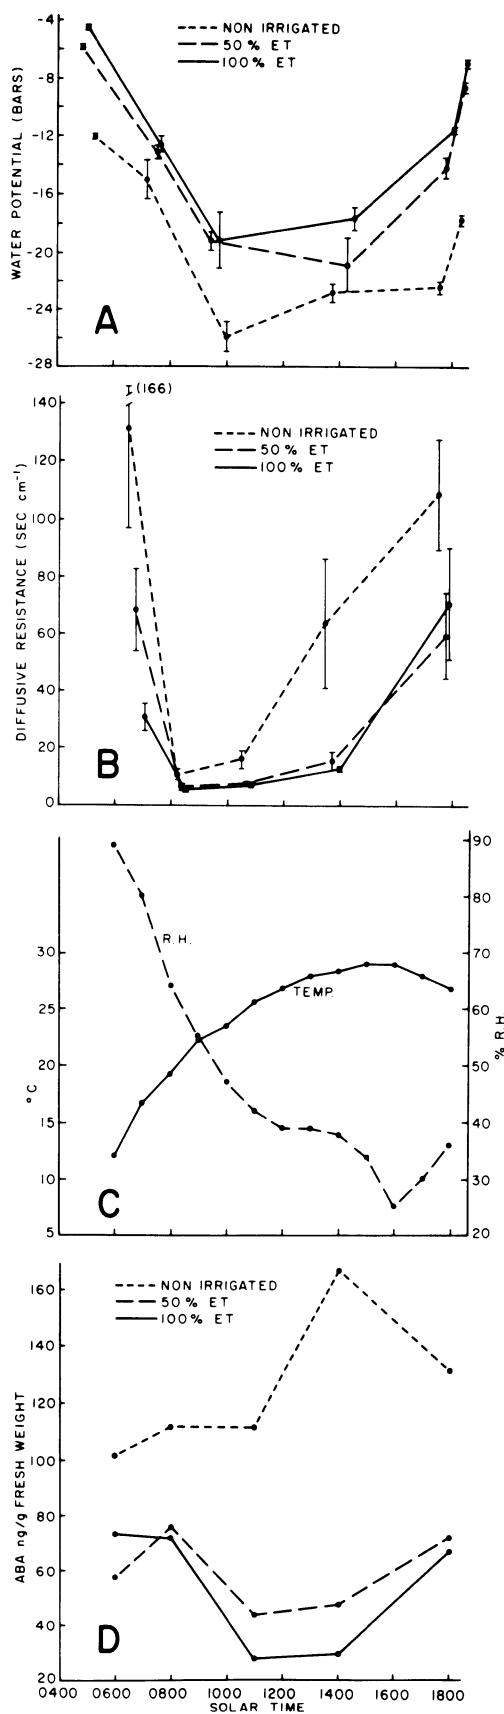 -4
NON IRRIGATED
50% ET
100% ET
-8
-12
-16
-20
-24
-28
WATER POTENTIAL (BARS)
A
(166)
140
NON IRRIGATED
50% ET
100% ET
120
100
80
60
40
20
0
DIFFUSIVE RESISTANCE (SEC cm⁻¹)
B
90
80
R.H.
30
70
TEMP.
25
60
20
50
15
40
10
30
5
20
°C
% R.H.
C
160
NON IRRIGATED
50% ET
100% ET
140
120
100
80
60
40
20
ABA ng/g FRESH WEIGHT
D
0400 0600 0800 1000 1200 1400 1600 1800
SOLAR TIME